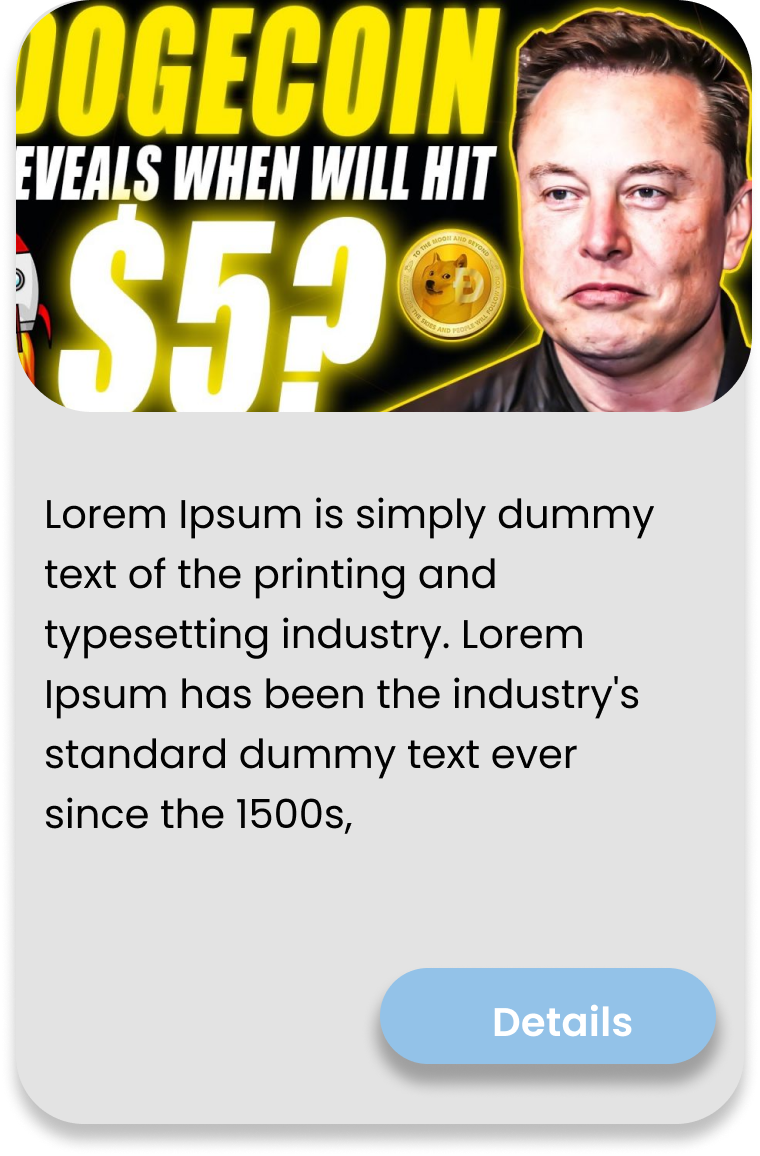 DOGECOIN
EVEALS WHEN WILL HIT
$5?
TO THE MOON AND BEYOND
THE SKIES AND PEOPLE WILL FOLLOW
Lorem Ipsum is simply dummy
text of the printing and
typesetting industry. Lorem
Ipsum has been the industry's
standard dummy text ever
since the 1500s,
Details